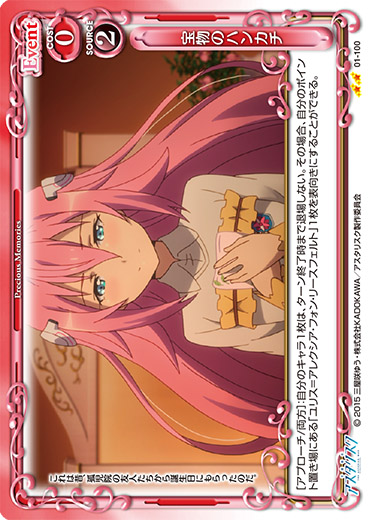 Event
COST
0
SOURCE
2
宝物のハンカチ
01-100
Precious Memories
これは昔、孤児院の友人たちから誕生日にもらったのだ。
［アプローチ/両方］：自分のキャラ1枚は、ターン終了時まで退場しない。その場合、自分のポイン
ト置き場にある「ユリス=アレクシア・フォン・リースフェルト」1枚を表向きにすることができる。
© 2015 三屋咲ゆう・株式会社KADOKAWA／アスタリスク製作委員会